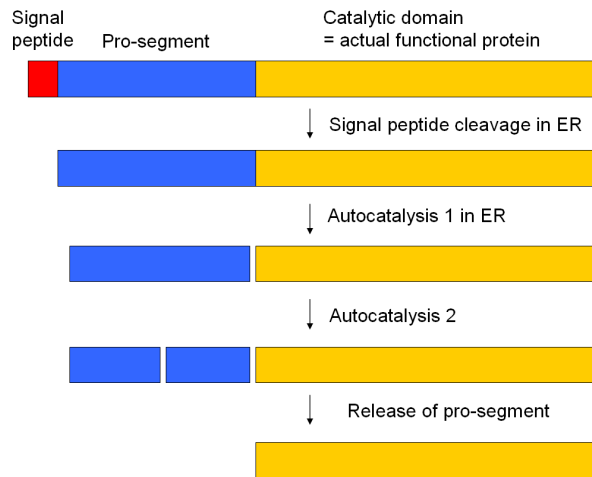 Signal
peptide
Pro-segment
Catalytic domain
= actual functional protein
Signal peptide cleavage in ER
Autocatalysis 1 in ER
Autocatalysis 2
Release of pro-segment